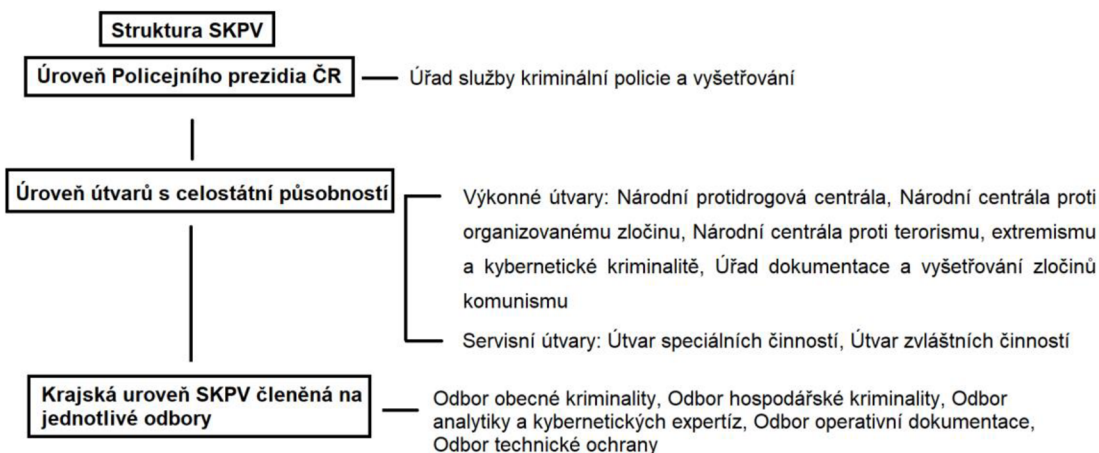 Struktura SKPV
Úroveň Policejního prezidia ČR
Úřad služby kriminální policie a vyšetřování
Úroveň útvarů s celostátní působností
Výkonné útvary: Národní protidrogová centrála, Národní centrála proti
organizovanému zločinu, Národní centrála proti terorismu, extremismu
a kybernetické kriminalitě, Úřad dokumentace a vyšetřování zločinů
komunismu
Servisní útvary: Útvar speciálních činností, Útvar zvláštních činností
Krajská uroveň SKPV členěná na
jednotlivé odbory
Odbor obecné kriminality, Odbor hospodářské kriminality, Odbor
analytiky a kybernetických expertíz, Odbor operativní dokumentace,
Odbor technické ochrany